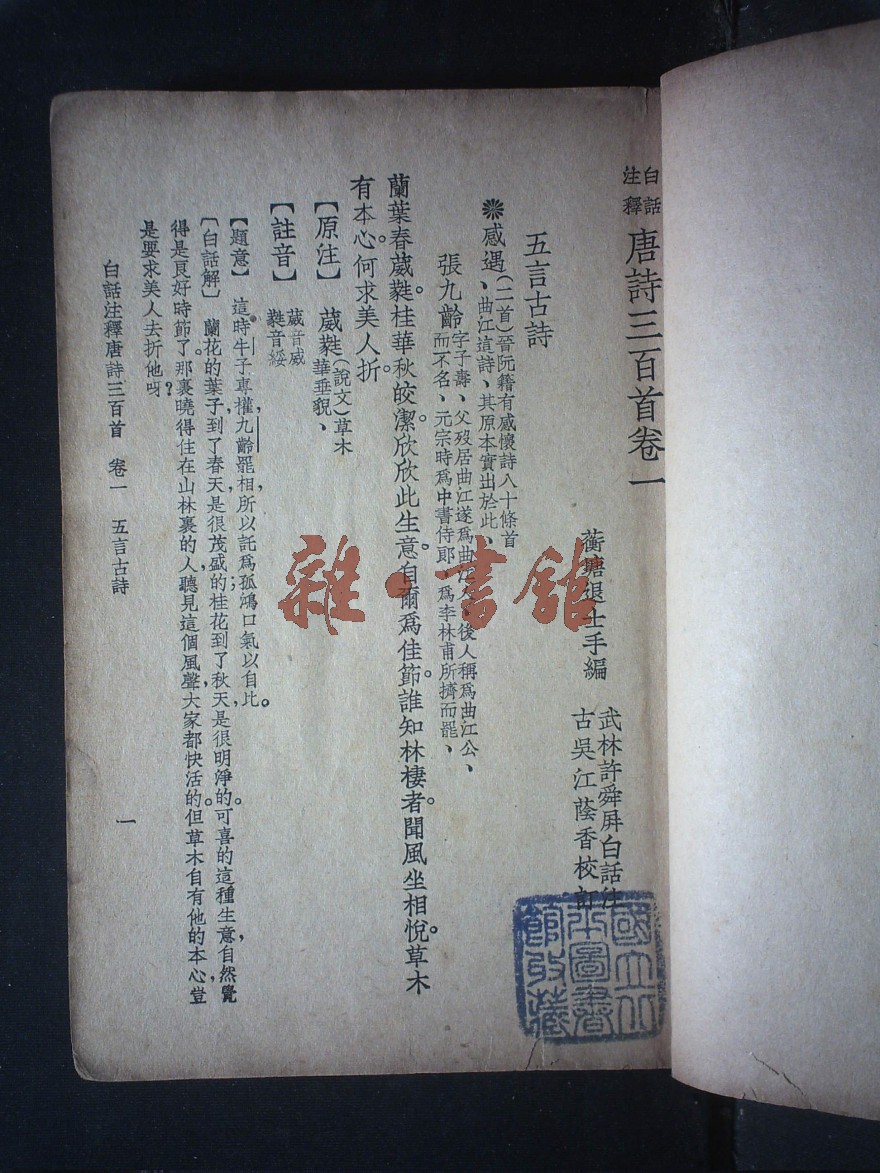 白話注釋 唐詩三百首卷一
蘅塘退士手編
武林許舜屏白話注
古吳江蔭香校訂
五言古詩
❊感遇（二首）晉阮籍有感懷詩八十條首
曲江這詩、其原本實出於此、
張九齡字子壽、父歿居曲江遂爲曲江人、後人稱爲曲江公、
而不名、元宗時爲中書侍郎、爲李林甫所擠而罷、
蘭葉春葳蕤。桂華秋皎潔。欣欣此生意。自爾爲佳節。誰知林棲者。聞風坐相悅。草木
有本心。何求美人折。
【原注】 葳蕤（說文）草木
華垂貌、
【註音】 葳音威
蕤音綏
【題意】 這時牛子專權，九齡罷相，所以託爲孤鴻口氣以自比。
〔白話解〕 蘭花的葉子，到了春天，是很茂盛的；桂花到了秋天，是很明淨的。可喜的這種生意，自然覺
得是良好時節了。那裏曉得住在山林裏的人，聽見這個風聲，大家都快活的。但草木自有他的本心，豈
是要求美人去折他呀？
白話注釋唐詩三百首 卷一 五言古詩
一
國立北
平圖書
館收藏
雜·書館